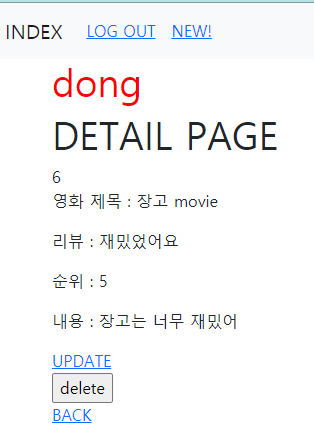 INDEX LOG OUT NEW!
dong
DETAIL PAGE
6
영화 제목 : 장고 movie
리뷰 : 재밌었어요
순위 : 5
내용 : 장고는 너무 재밌어
UPDATE
delete
BACK